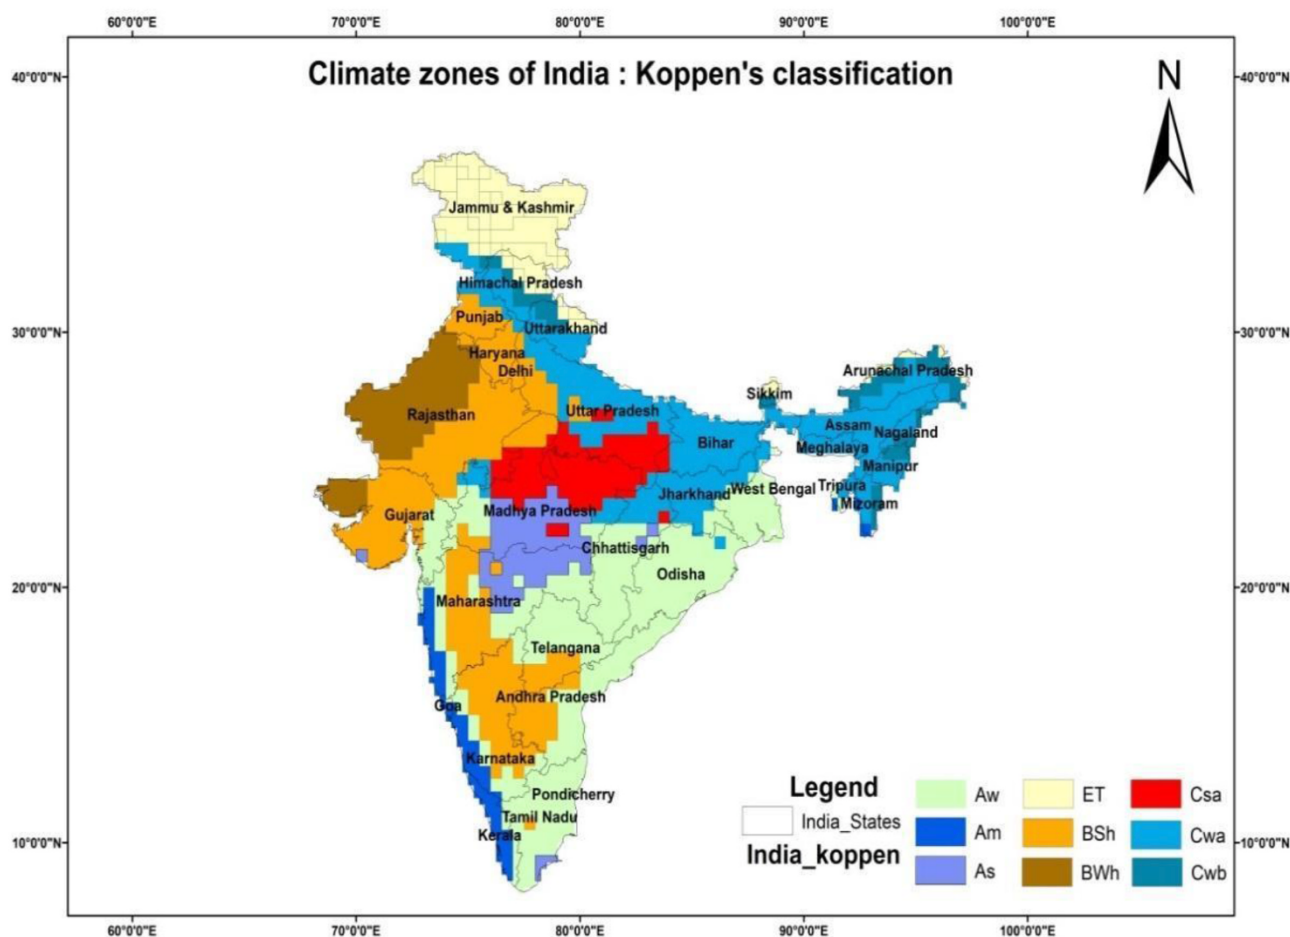 60°0'0"E 70°0'0"E 80°0'0"E 90°0'0"E 100°0'0"E
Climate zones of India : Koppen's classification
N
40°0'0"N 40°0'0"N
Jammu & Kashmir
Himachal Pradesh
Punjab
30°0'0"N 30°0'0"N
Uttarakhand
Haryana
Delhi
Arunachal Pradesh
Sikkim
Rajasthan
Uttar Pradesh
Assam
Nagaland
Bihar
Meghalaya
Manipur
Tripura
West Bengal
Jharkhand
Mizoram
Madhya Pradesh
Gujarat
Chhattisgarh
Odisha
20°0'0"N 20°0'0"N
Maharashtra
Telangana
Andhra Pradesh
Goa
Karnataka
Pondicherry
Tamil Nadu
Kerala
10°0'0"N 10°0'0"N
Legend
India_States
India_koppen
Aw
Am
As
ET
BSh
BWh
Csa
Cwa
Cwb
60°0'0"E 70°0'0"E 80°0'0"E 90°0'0"E 100°0'0"E